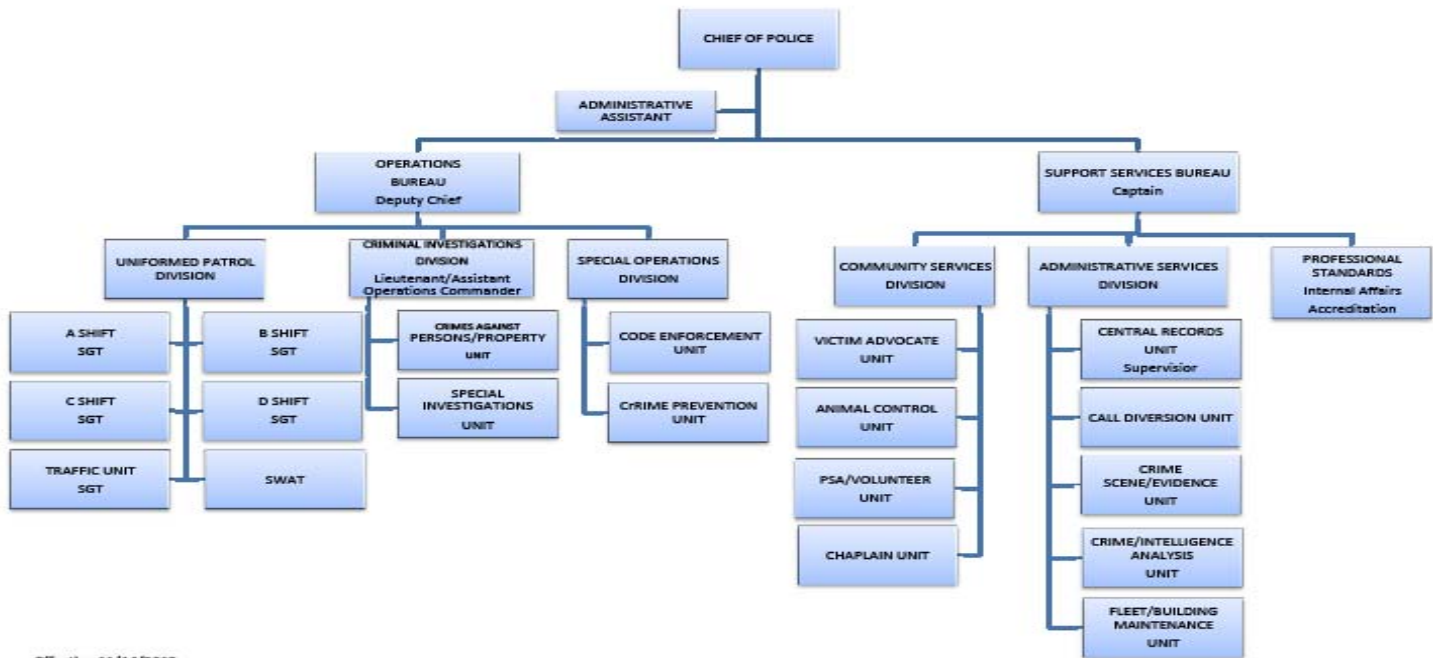 CHIEF OF POLICE
ADMINISTRATIVE
ASSISTANT
OPERATIONS
BUREAU
Deputy Chief
SUPPORT SERVICES BUREAU
Captain
UNIFORMED PATROL
DIVISION
CRIMINAL INVESTIGATIONS
DIVISION
Lieutenant/Assistant
Operations Commander
SPECIAL OPERATIONS
DIVISION
COMMUNITY SERVICES
DIVISION
ADMINISTRATIVE SERVICES
DIVISION
PROFESSIONAL
STANDARDS
Internal Affairs
Accreditation
A SHIFT
SGT
B SHIFT
SGT
C SHIFT
SGT
D SHIFT
SGT
TRAFFIC UNIT
SGT
SWAT
CRIMES AGAINST
PERSONS/PROPERTY
UNIT
SPECIAL
INVESTIGATIONS
UNIT
CODE ENFORCEMENT
UNIT
CrRIME PREVENTION
UNIT
VICTIM ADVOCATE
UNIT
ANIMAL CONTROL
UNIT
PSA/VOLUNTEER
UNIT
CHAPLAIN UNIT
CENTRAL RECORDS
UNIT
Supervisior
CALL DIVERSION UNIT
CRIME
SCENE/EVIDENCE
UNIT
CRIME/INTELLIGENCE
ANALYSIS
UNIT
FLEET/BUILDING
MAINTENANCE
UNIT